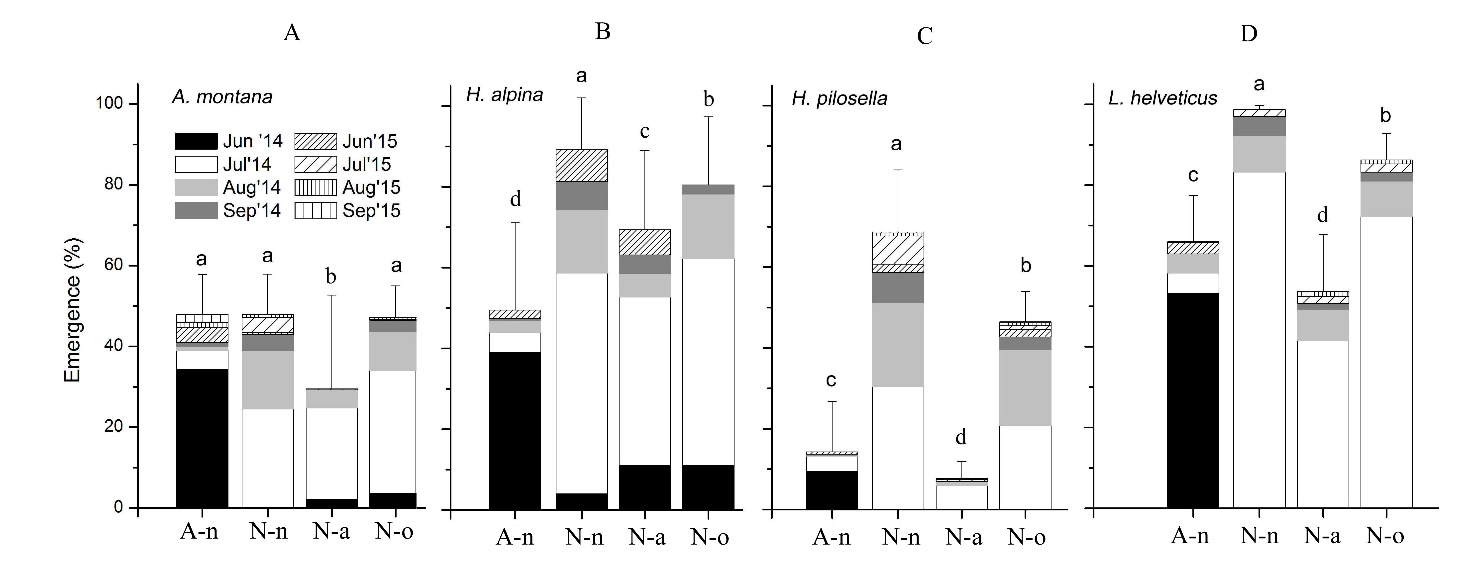 A
B
C
D
A. montana
H. alpina
H. pilosella
L. helveticus
Jun '14
Jun'15
Jul'14
Jul'15
Aug'14
Aug'15
Sep'14
Sep'15
Emergence (%)
100
80
60
40
20
0
a a b a
d a c b
c a d b
c a d b
A-n N-n N-a N-o
A-n N-n N-a N-o
A-n N-n N-a N-o
A-n N-n N-a N-o